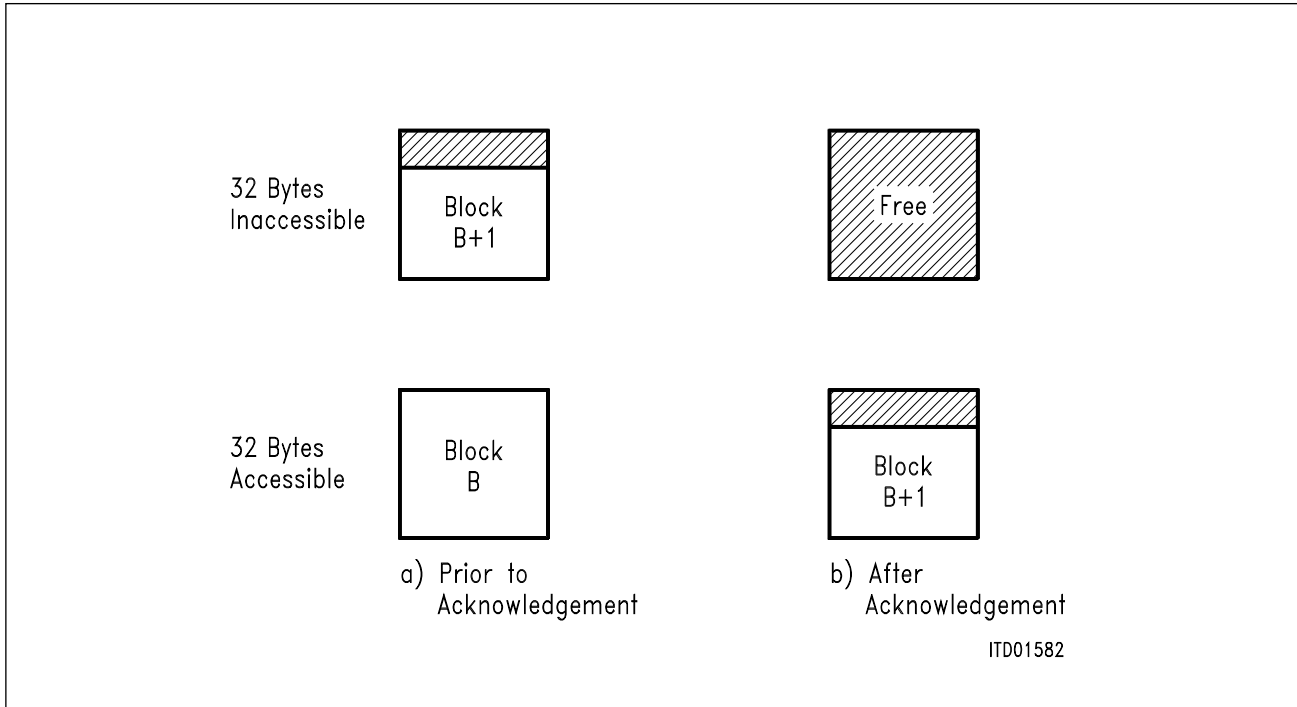 32 Bytes
Inaccessible
Block
B+1
Free
32 Bytes
Accessible
Block
B
Block
B+1
a) Prior to
Acknowledgement
b) After
Acknowledgement
ITD01582